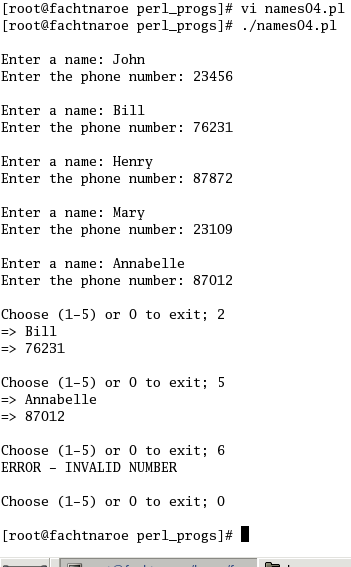 [root@fachtnaroe perl_progs]# vi names04.pl
[root@fachtnaroe perl_progs]# ./names04.pl
Enter a name: John
Enter the phone number: 23456
Enter a name: Bill
Enter the phone number: 76231
Enter a name: Henry
Enter the phone number: 87872
Enter a name: Mary
Enter the phone number: 23109
Enter a name: Annabelle
Enter the phone number: 87012
Choose (1-5) or 0 to exit; 2
=> Bill
=> 76231
Choose (1-5) or 0 to exit; 5
=> Annabelle
=> 87012
Choose (1-5) or 0 to exit; 6
ERROR - INVALID NUMBER
Choose (1-5) or 0 to exit; 0
[root@fachtnaroe perl_progs]#